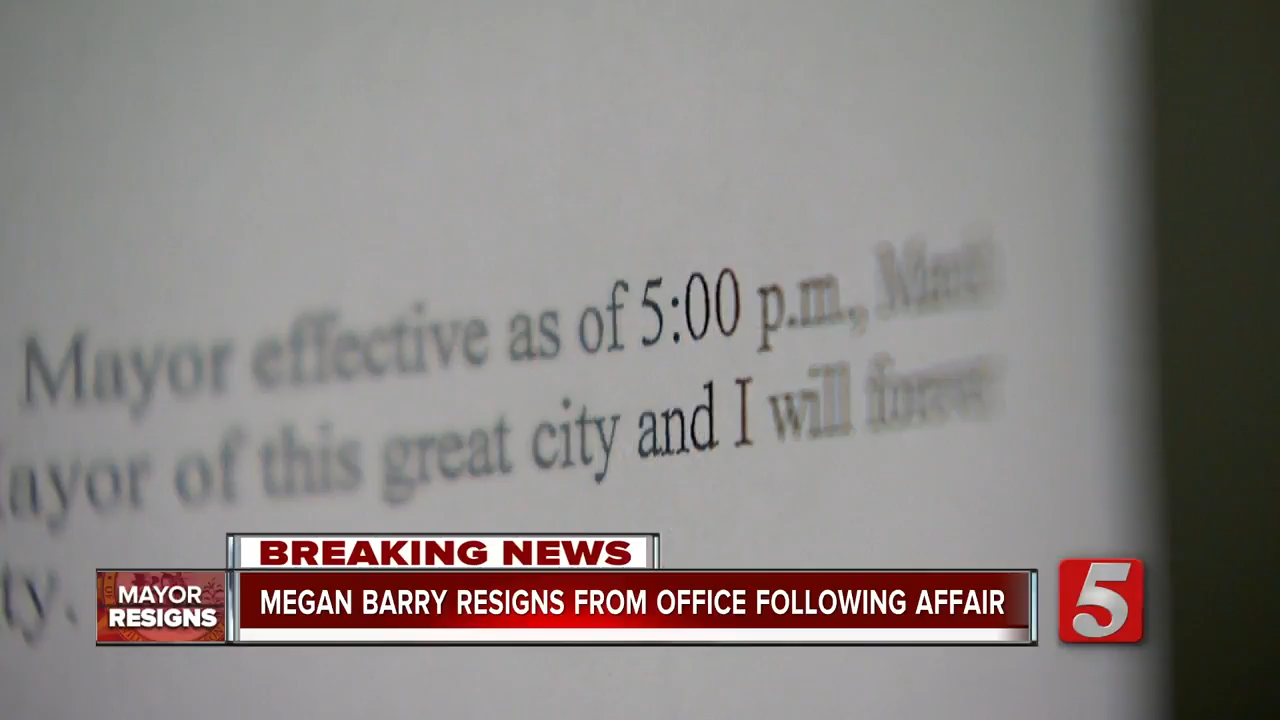 Mayor effective as of 5:00 p.m.,
ayor of this great city and I will
ty.
BREAKING NEWS
MAYOR
RESIGNS
MEGAN BARRY RESIGNS FROM OFFICE FOLLOWING AFFAIR
5